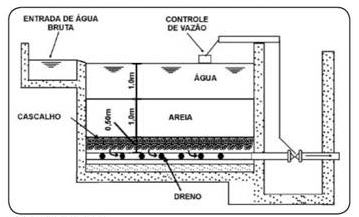 ENTRADA DE ÁGUA
BRUTA
CONTROLE
DE VAZÃO
1,0m
ÁGUA
CASCALHO
0,50m
1,0m
AREIA
DRENO